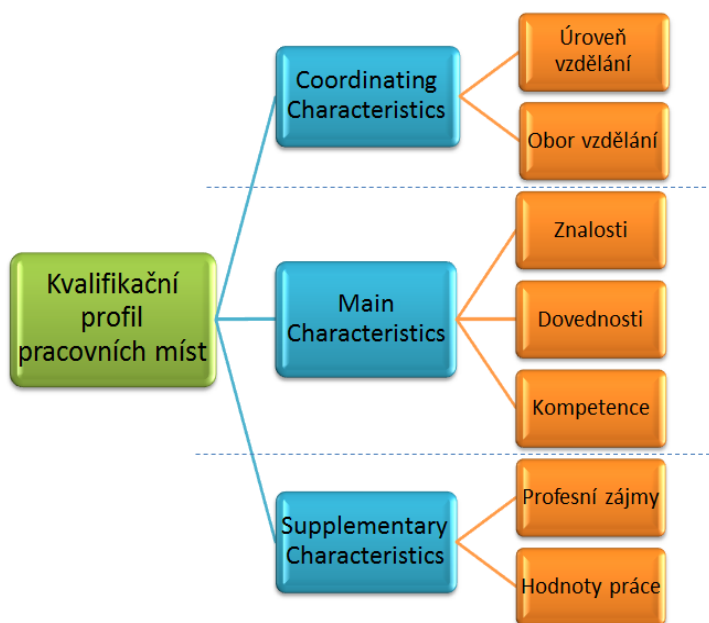 Kvalifikační
profil
pracovních míst
Coordinating
Characteristics
Úroveň
vzdělání
Obor vzdělání
Main
Characteristics
Znalosti
Dovednosti
Kompetence
Supplementary
Characteristics
Profesní zájmy
Hodnoty práce